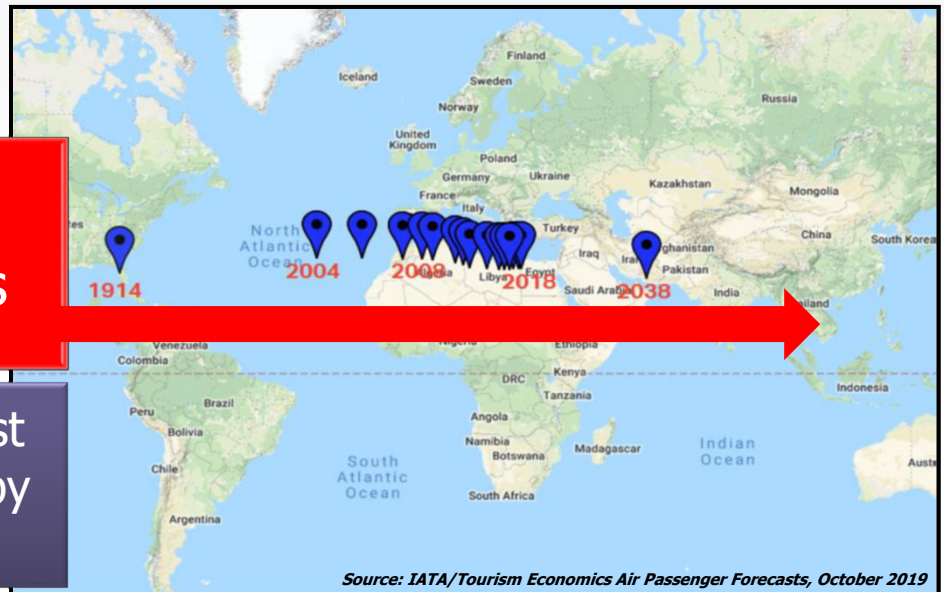 Iceland
Finland
Sweden
Norway
Russia
United
Kingdom
Poland
Germany
Ukraine
France
Kazakhstan
Mongolia
Italy
Turkey
North
Atlantic
Ocean
China
South Korea
Iraq
1914
2004
2008
Egypt
2018
2038
Pakistan
Saudi
India
s
Venezuela
Ethiopia
Colombia
Kenya
DRC
Indonesia
Tanzania
Brazil
Peru
Angola
st
Bolivia
Namibia
Botswana
Madagascar
Indian
Ocean
by
Chile
South
Atlantic
Ocean
South Africa
Argentina
Source: IATA/Tourism Economics Air Passenger Forecasts, October 2019